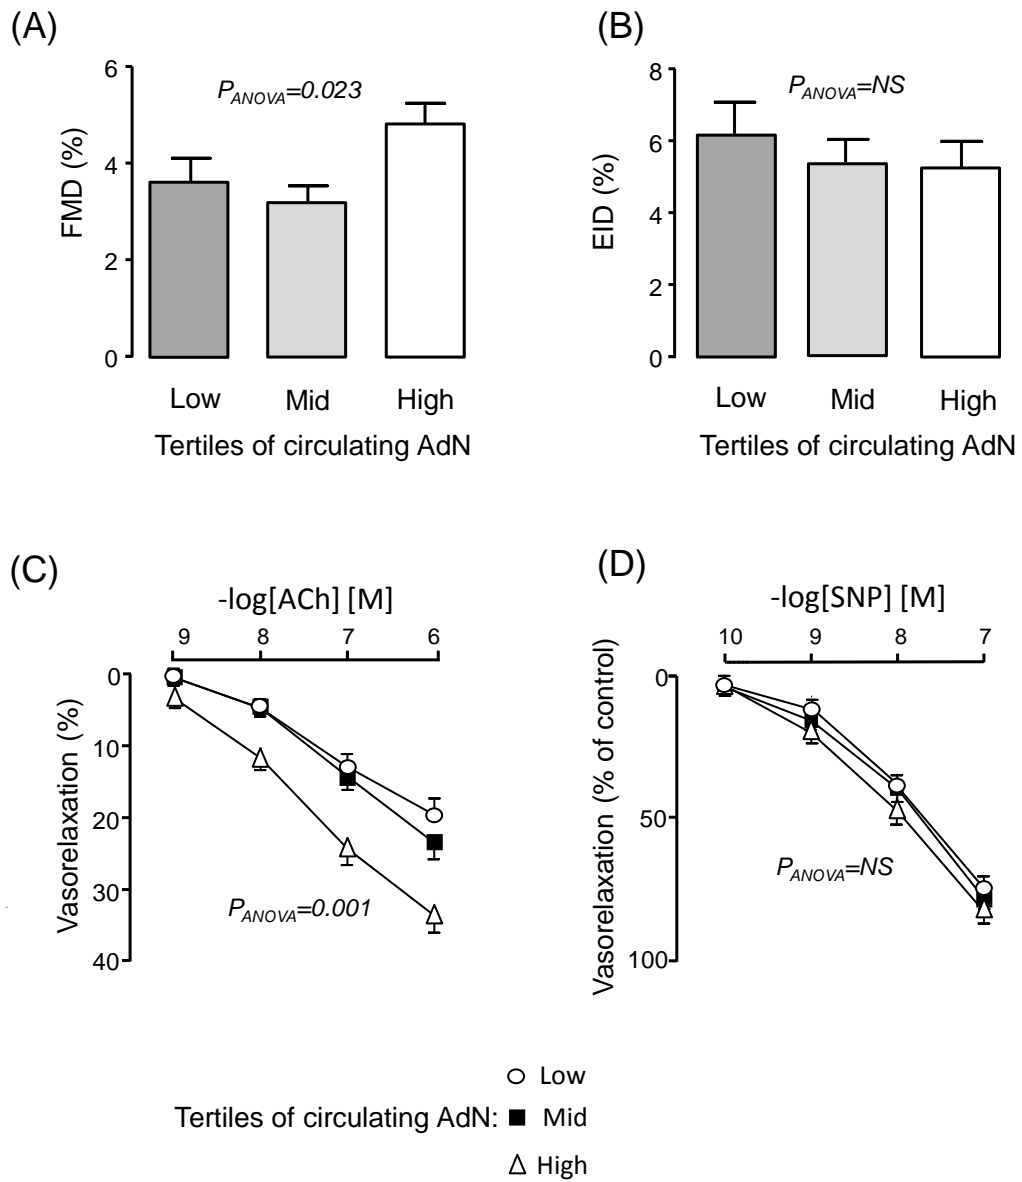 (A)
P_ANOVA=0.023
FMD (%)
6
4
2
0
Low Mid High
Tertiles of circulating AdN
(B)
P_ANOVA=NS
EID (%)
8
6
4
2
0
Low Mid High
Tertiles of circulating AdN
(C)
-log[ACh] [M]
9 8 7 6
Vasorelaxation (%)
0
10
20
30
40
P_ANOVA=0.001
(D)
-log[SNP] [M]
10 9 8 7
Vasorelaxation (% of control)
0
50
100
P_ANOVA=NS
Low
Tertiles of circulating AdN: Mid
High